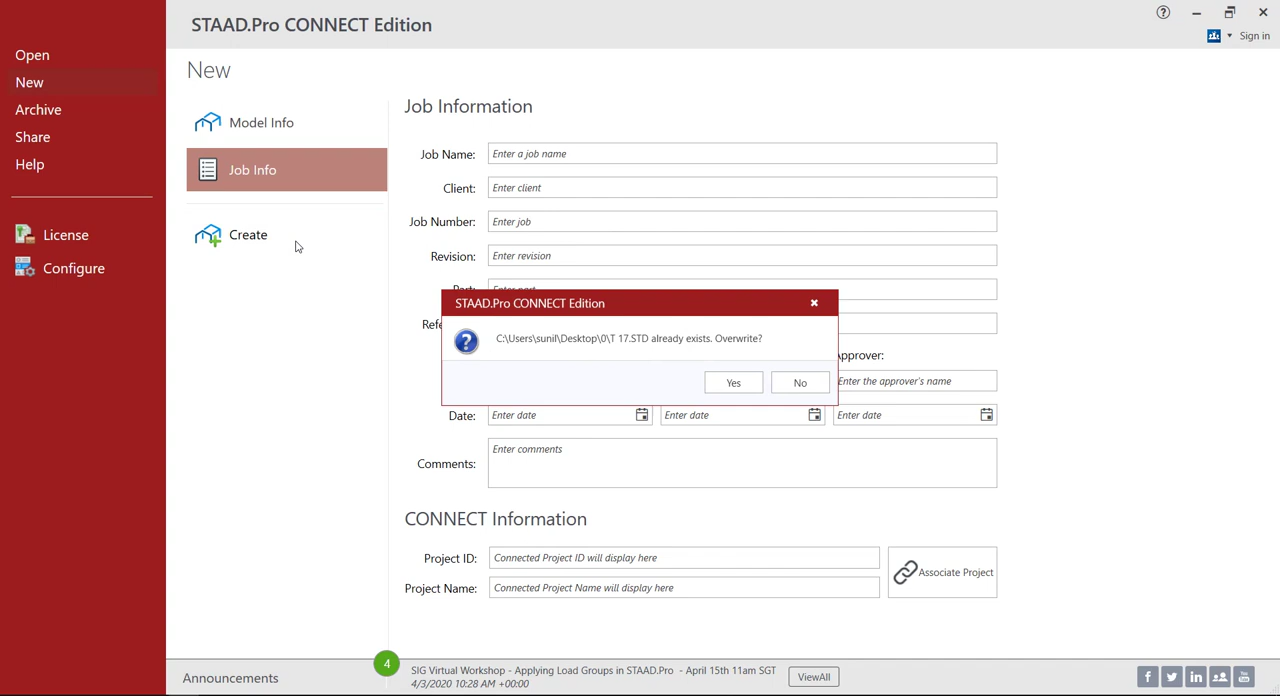 STAAD.Pro CONNECT Edition
Sign in
Open
New
Archive
Share
Help
License
Configure
New
Model Info
Job Info
Create
Job Information
Job Name: Enter a job name
Client: Enter client
Job Number: Enter job
Revision: Enter revision
STAAD.Pro CONNECT Edition
C:\Users\sunil\Desktop\0\T 17.STD already exists. Overwrite?
Yes No
Approver:
Enter the approver's name
Date: Enter date Enter date Enter date
Comments: Enter comments
CONNECT Information
Project ID: Connected Project ID will display here
Project Name: Connected Project Name will display here
Associate Project
Announcements
4
SIG Virtual Workshop - Applying Load Groups in STAAD.Pro - April 15th 11am SGT
4/3/2020 10:28 AM +00:00
ViewAll